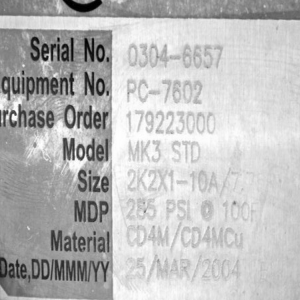 Serial No. 0304-6657
quipment No. PC-7602
urchase Order 179223000
Model MK3 STD
Size 2K2X1-10A/
MDP 255 PSI @ 100F
Material CD4M/CD4MCu
Date,DD/MMM/YY 25/MAR/2004